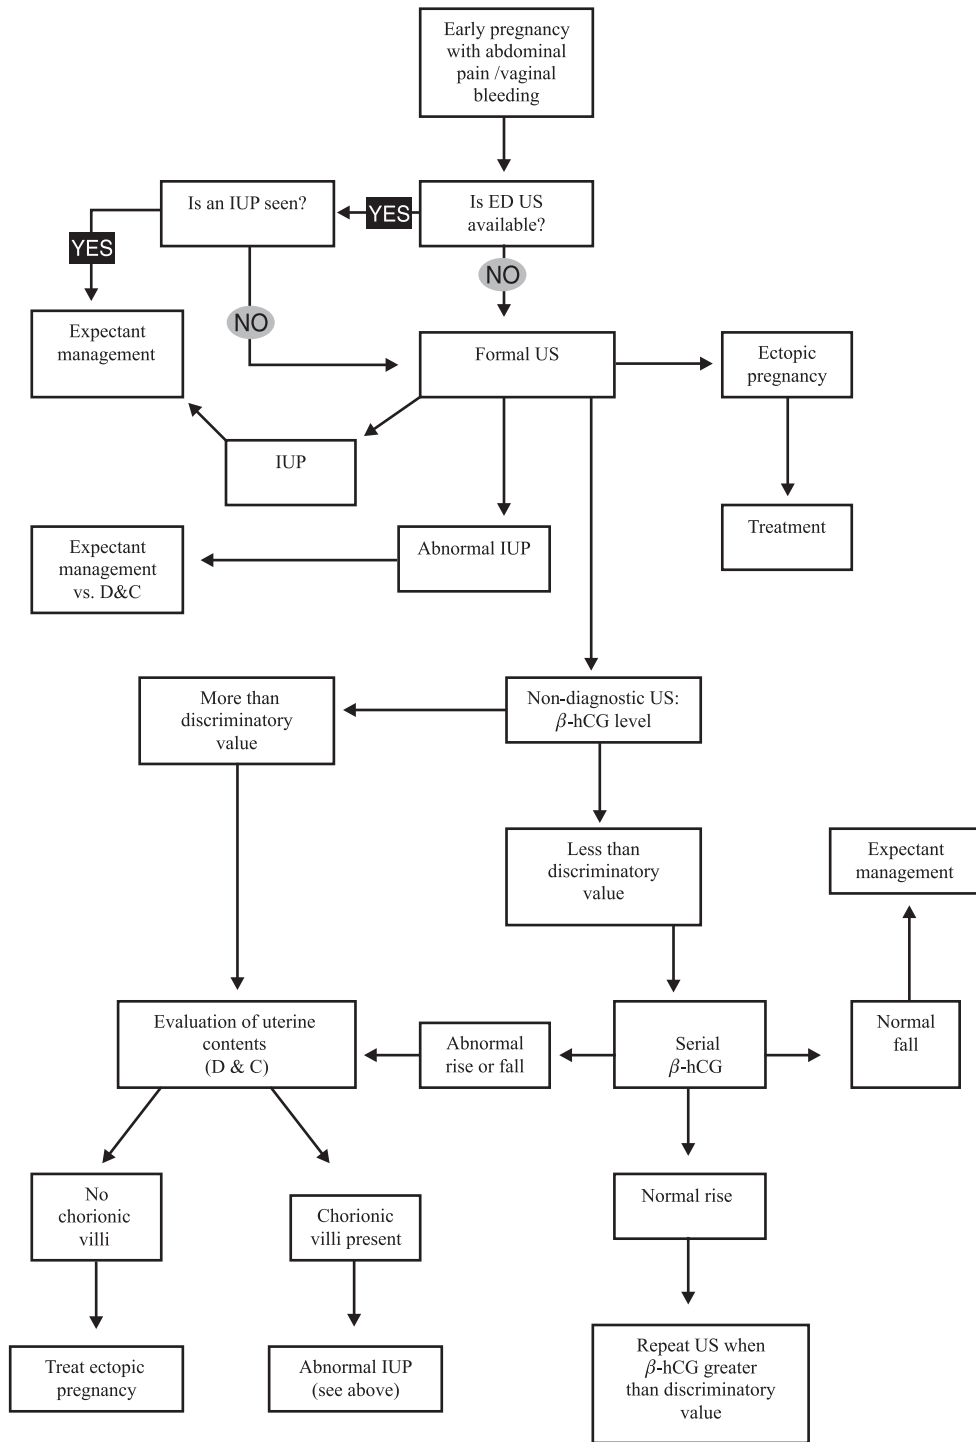 Early pregnancy
with abdominal
pain /vaginal
bleeding
Is an IUP seen?
YES
Is ED US
available?
YES
NO
NO
Expectant
management
Formal US
Ectopic
pregnancy
IUP
Treatment
Expectant
management
vs. D&C
Abnormal IUP
More than
discriminatory
value
Non-diagnostic US:
β-hCG level
Less than
discriminatory
value
Expectant
management
Evaluation of uterine
contents
(D & C)
Abnormal
rise or fall
Serial
β-hCG
Normal
fall
No
chorionic
villi
Chorionic
villi present
Normal rise
Treat ectopic
pregnancy
Abnormal IUP
(see above)
Repeat US when
β-hCG greater
than discriminatory
value